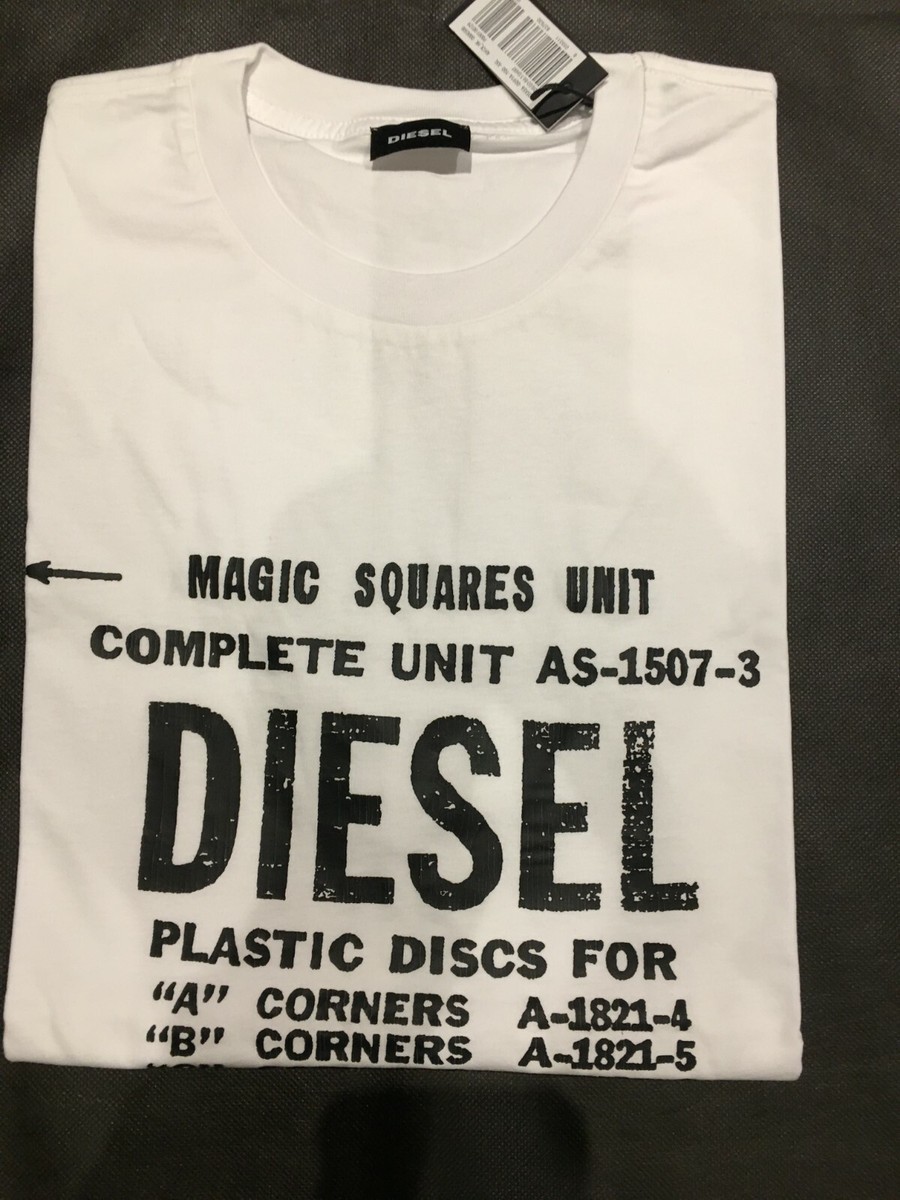 DIESEL
MAGIC SQUARES UNIT
COMPLETE UNIT AS-1507-3
DIESEL
PLASTIC DISCS FOR
“A” CORNERS A-1821-4
“B” CORNERS A-1821-5